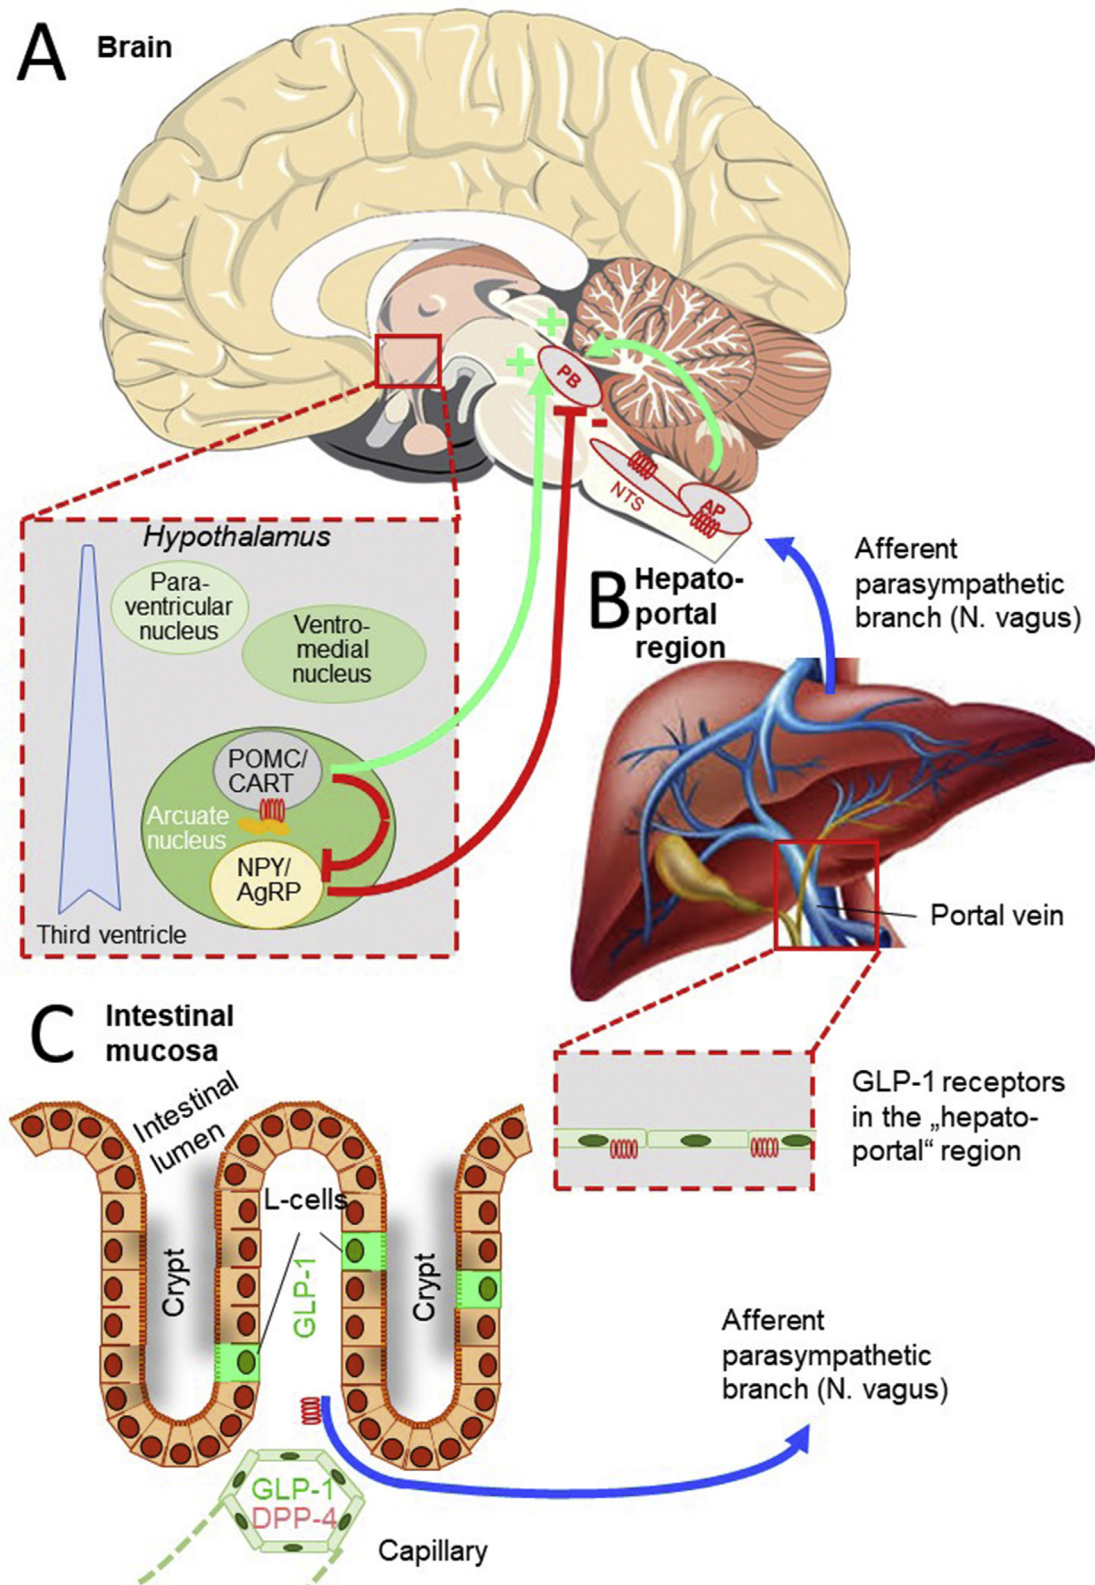 A
Brain
+
+
PB
-
NTS
AP
Hypothalamus
Para-
ventricular
nucleus
Ventro-
medial
nucleus
POMC/
CART
Arcuate
nucleus
NPY/
AgRP
Third ventricle
B
Hepato-
portal
region
Afferent
parasympathetic
branch (N. vagus)
Portal vein
GLP-1 receptors
in the „hepato-
portal“ region
C
Intestinal
mucosa
Intestinal
lumen
L-cells
Crypt
GLP-1
Crypt
Afferent
parasympathetic
branch (N. vagus)
GLP-1
DPP-4
Capillary